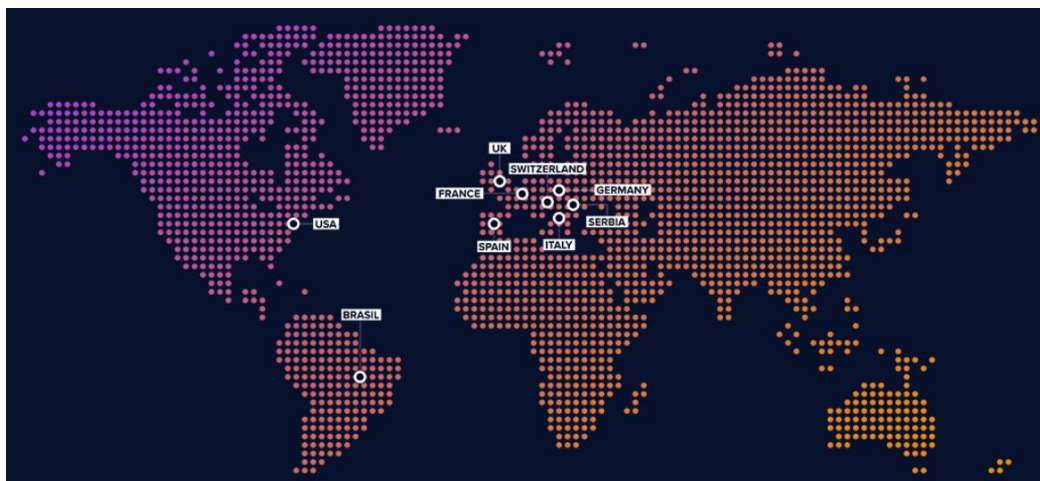 UK
SWITZERLAND
FRANCE
GERMANY
USA
SERBIA
SPAIN
ITALY
BRASIL